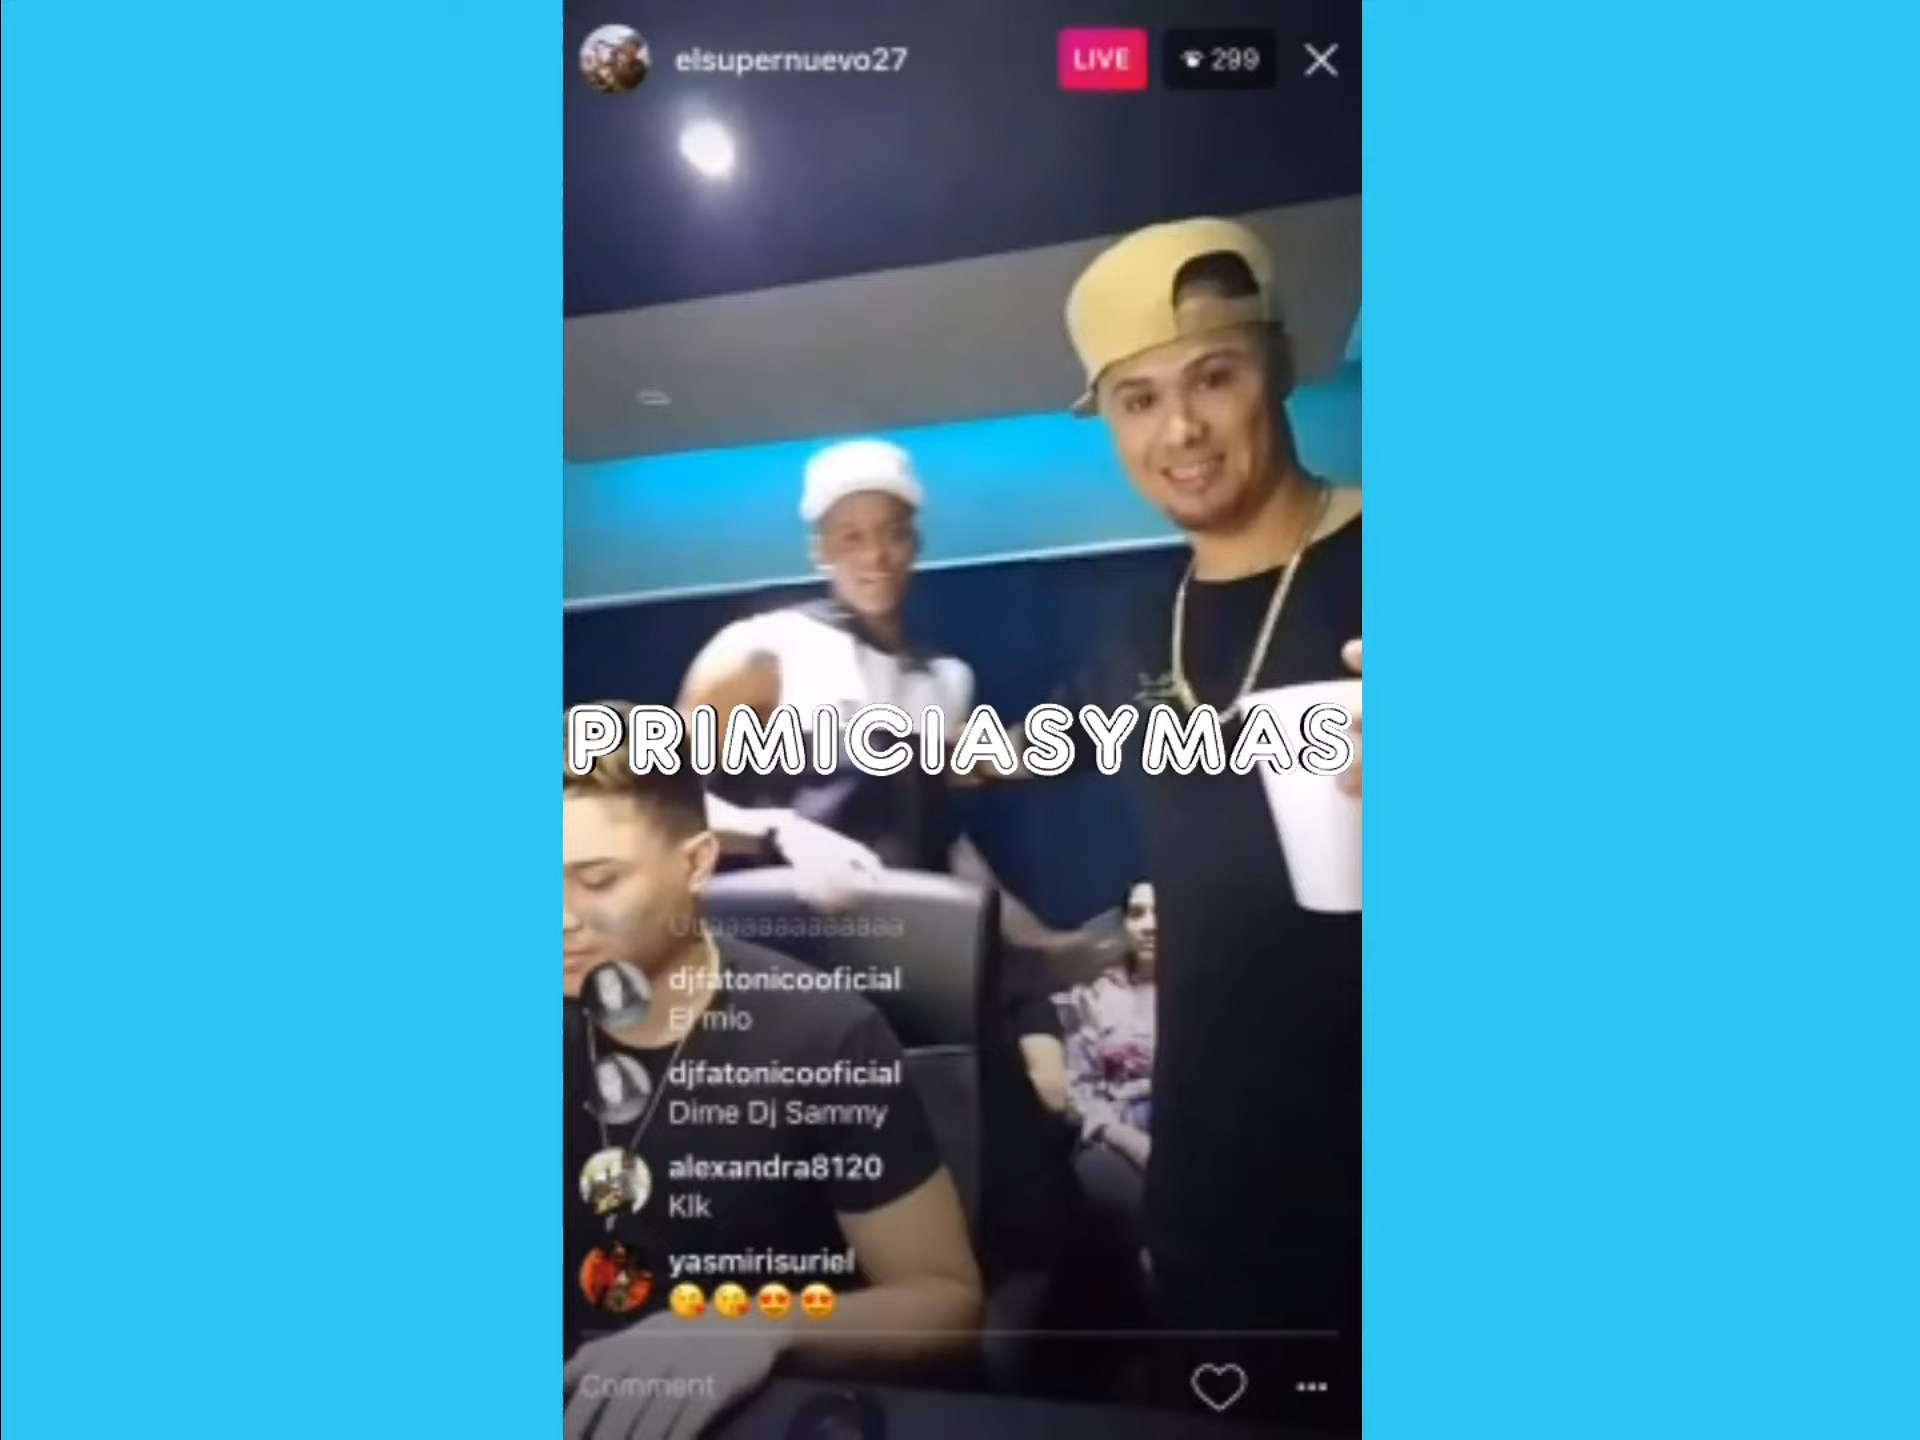 elsupernuevo27
LIVE
299
PRIMICIASYMAS
djfatonicooficial
El mio
djfatonicooficial
Dime Dj Sammy
alexandra8120
Klk
yasmirisuriel
😘😘😍😍
Comment